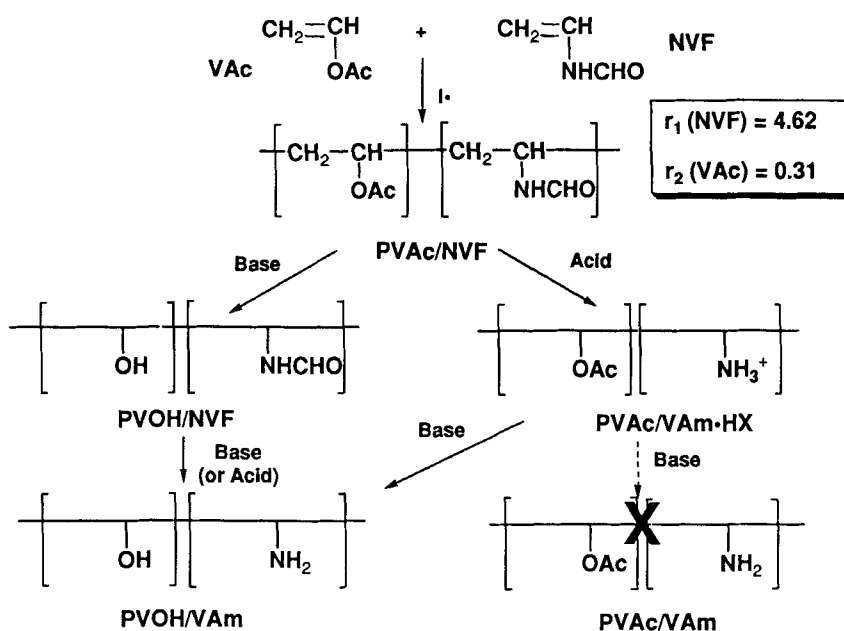 CH₂=CH + CH₂=CH NVF
VAc OAc NHCHO
I•
r₁ (NVF) = 4.62
r₂ (VAc) = 0.31
CH₂—CH CH₂—CH
OAc NHCHO
PVAc/NVF
Base Acid
OH NHCHO OAc NH₃⁺
PVOH/NVF PVAc/VAm•HX
Base
(or Acid)
Base
Base
OH NH₂ OAc X NH₂
PVOH/VAm PVAc/VAm